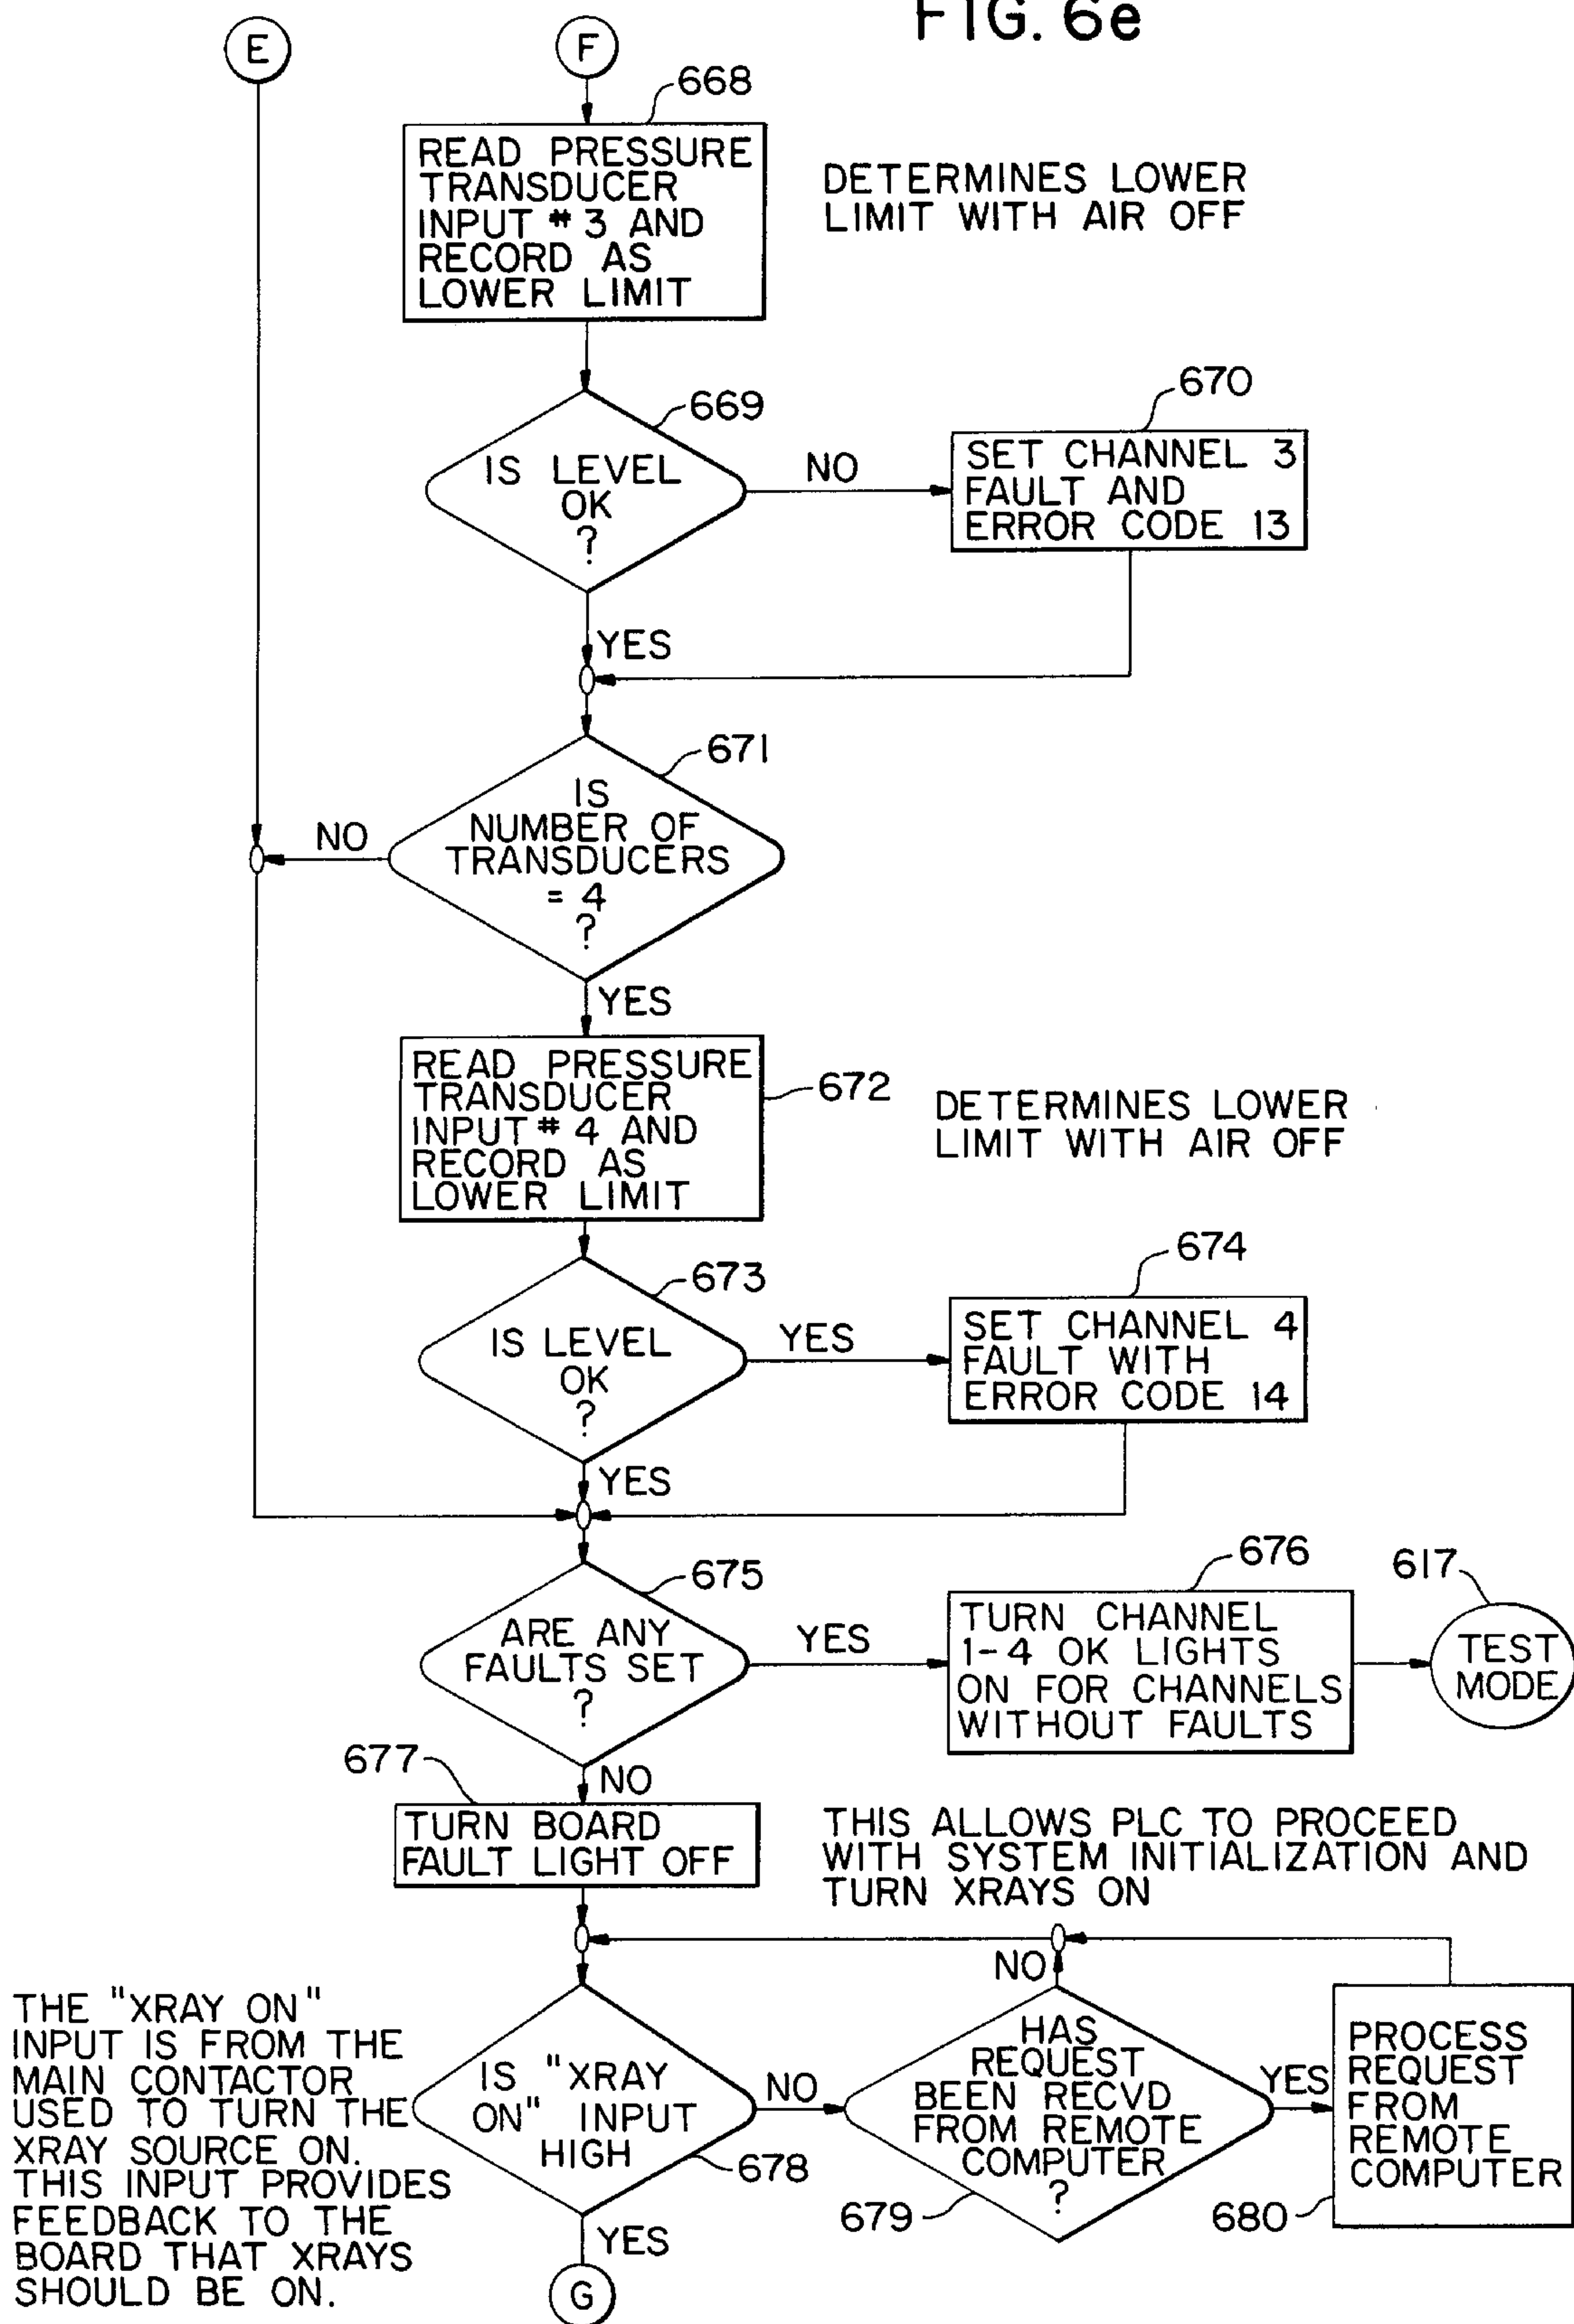 FIG. 6e
E
F
668
READ PRESSURE
TRANSDUCER
INPUT # 3 AND
RECORD AS
LOWER LIMIT
DETERMINES LOWER
LIMIT WITH AIR OFF
669
IS LEVEL
OK
?
NO
670
SET CHANNEL 3
FAULT AND
ERROR CODE 13
YES
671
IS
NUMBER OF
TRANSDUCERS
= 4
?
NO
YES
READ PRESSURE
TRANSDUCER
INPUT # 4 AND
RECORD AS
LOWER LIMIT
672
DETERMINES LOWER
LIMIT WITH AIR OFF
673
IS LEVEL
OK
?
YES
674
SET CHANNEL 4
FAULT WITH
ERROR CODE 14
YES
675
ARE ANY
FAULTS SET
?
YES
676
TURN CHANNEL
1-4 OK LIGHTS
ON FOR CHANNELS
WITHOUT FAULTS
617
TEST
MODE
NO
677
TURN BOARD
FAULT LIGHT OFF
THIS ALLOWS PLC TO PROCEED
WITH SYSTEM INITIALIZATION AND
TURN XRAYS ON
THE "XRAY ON"
INPUT IS FROM THE
MAIN CONTACTOR
USED TO TURN THE
XRAY SOURCE ON.
THIS INPUT PROVIDES
FEEDBACK TO THE
BOARD THAT XRAYS
SHOULD BE ON.
IS "XRAY
ON" INPUT
HIGH
678
NO
NO
HAS
REQUEST
BEEN RECVD
FROM REMOTE
COMPUTER
?
679
YES
PROCESS
REQUEST
FROM
REMOTE
COMPUTER
680
YES
G